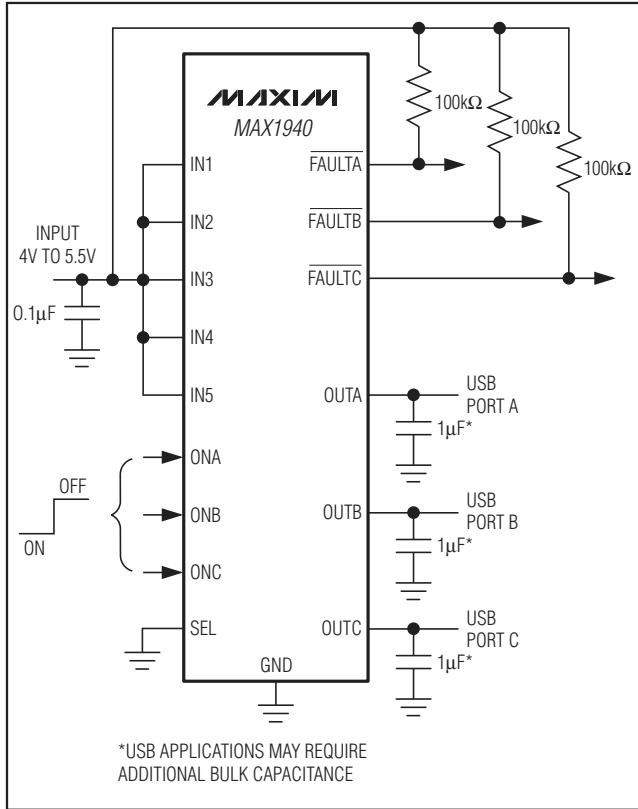 MAXIM
MAX1940
100kΩ
100kΩ
100kΩ
IN1
FAULTA
IN2
FAULTB
INPUT
4V TO 5.5V
IN3
FAULTC
0.1µF
IN4
IN5
OUTA
USB
PORT A
1µF*
ONA
OFF
ON
ONB
OUTB
USB
PORT B
1µF*
ONC
SEL
OUTC
USB
PORT C
1µF*
GND
*USB APPLICATIONS MAY REQUIRE
ADDITIONAL BULK CAPACITANCE